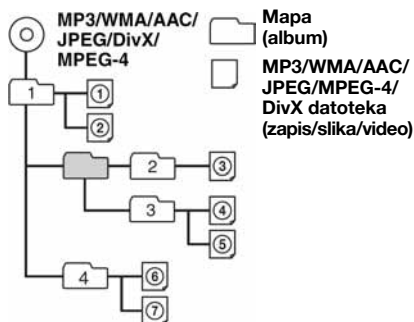 MP3/WMA/AAC/
JPEG/DivX/
MPEG-4
Mapa
(album)
MP3/WMA/AAC/
JPEG/MPEG-4/
DivX datoteka
(zapis/slika/video)
1
①
②
2
③
3
④
⑤
4
⑥
⑦